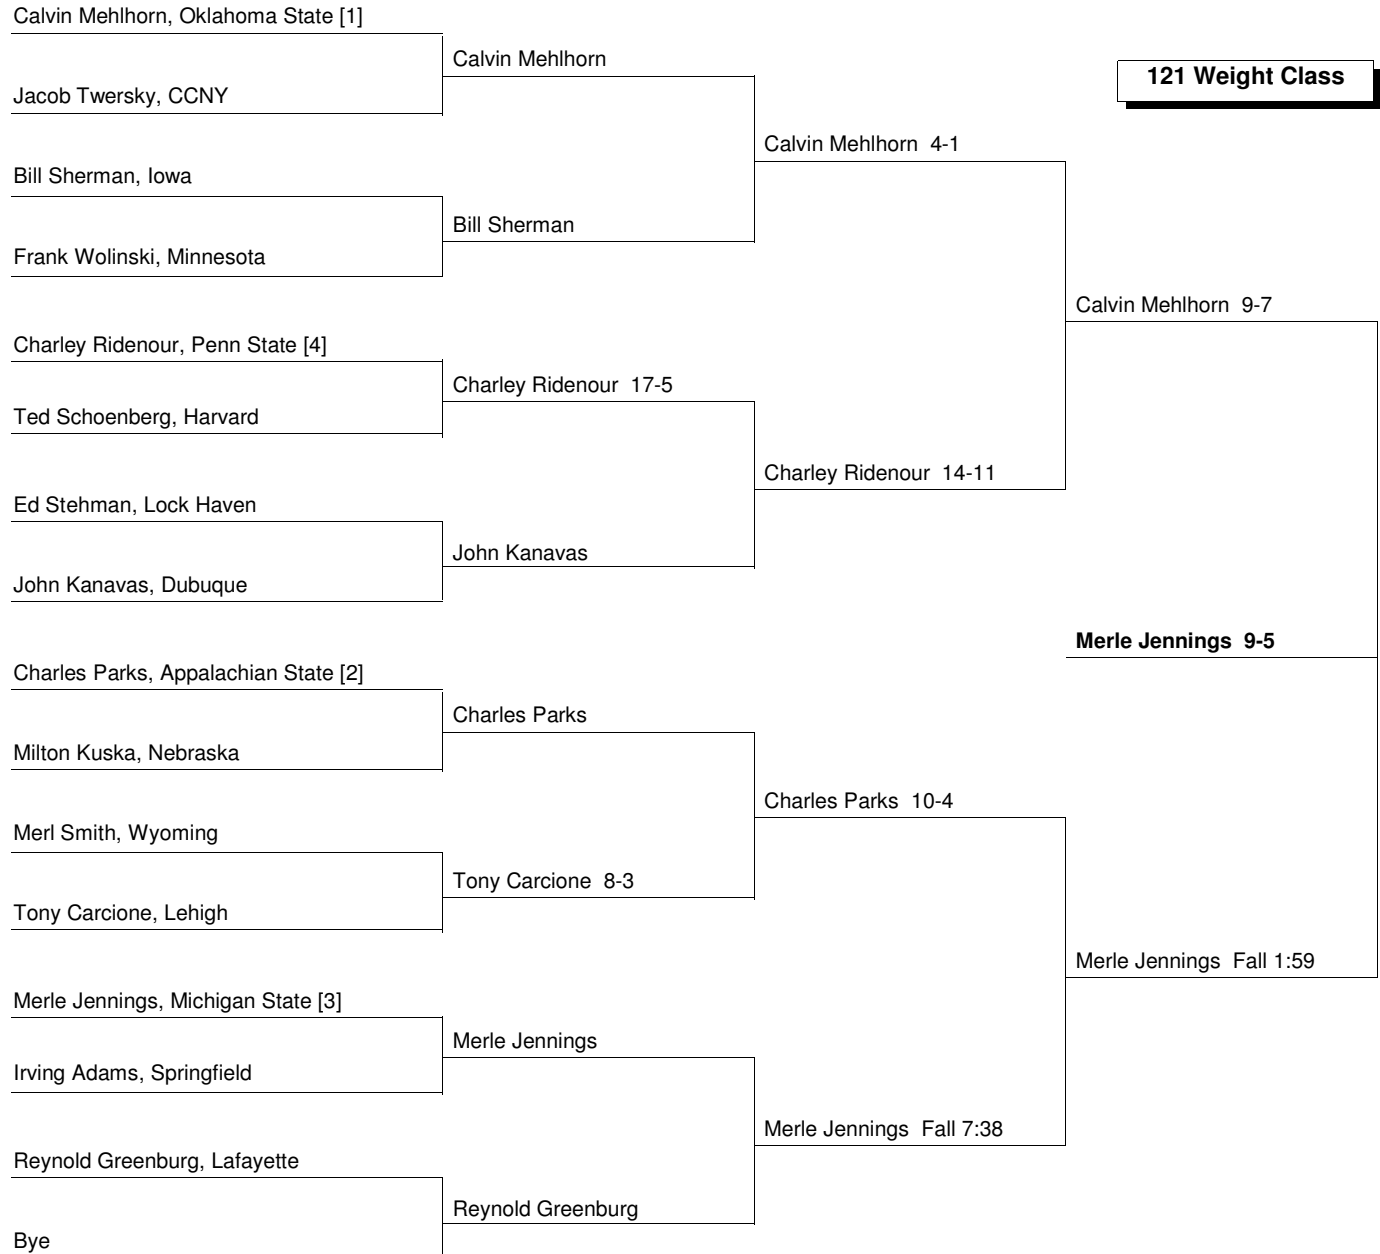 Calvin Mehlhorn, Oklahoma State [1]
Calvin Mehlhorn
121 Weight Class
Jacob Twersky, CCNY
Calvin Mehlhorn 4-1
Bill Sherman, Iowa
Bill Sherman
Frank Wolinski, Minnesota
Calvin Mehlhorn 9-7
Charley Ridenour, Penn State [4]
Charley Ridenour 17-5
Ted Schoenberg, Harvard
Charley Ridenour 14-11
Ed Stehman, Lock Haven
John Kanavas
John Kanavas, Dubuque
Merle Jennings 9-5
Charles Parks, Appalachian State [2]
Charles Parks
Milton Kuska, Nebraska
Charles Parks 10-4
Merl Smith, Wyoming
Tony Carcione 8-3
Tony Carcione, Lehigh
Merle Jennings Fall 1:59
Merle Jennings, Michigan State [3]
Merle Jennings
Irving Adams, Springfield
Merle Jennings Fall 7:38
Reynold Greenburg, Lafayette
Reynold Greenburg
Bye